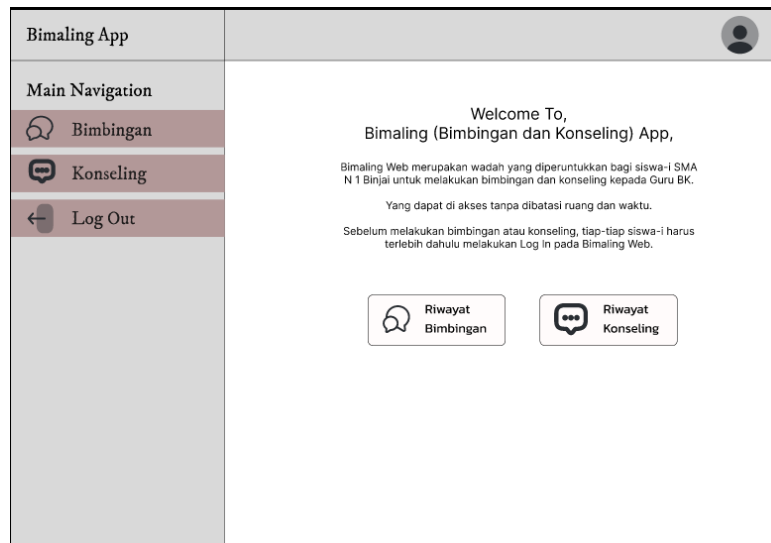 Bimaling App
Main Navigation
Bimbingan
Konseling
Log Out
Welcome To,
Bimaling (Bimbingan dan Konseling) App,
Bimaling Web merupakan wadah yang diperuntukkan bagi siswa-i SMA
N 1 Binjai untuk melakukan bimbingan dan konseling kepada Guru BK.
Yang dapat di akses tanpa dibatasi ruang dan waktu.
Sebelum melakukan bimbingan atau konseling, tiap-tiap siswa-i harus
terlebih dahulu melakukan Log In pada Bimaling Web.
Riwayat
Bimbingan
Riwayat
Konseling